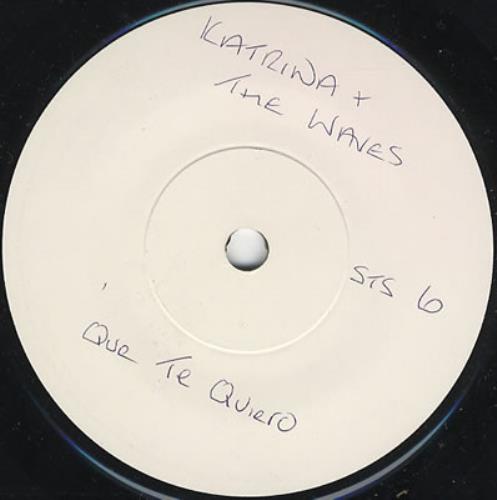 KATRINA +
THE WAVES
STS 6
QUE TE QUIERO